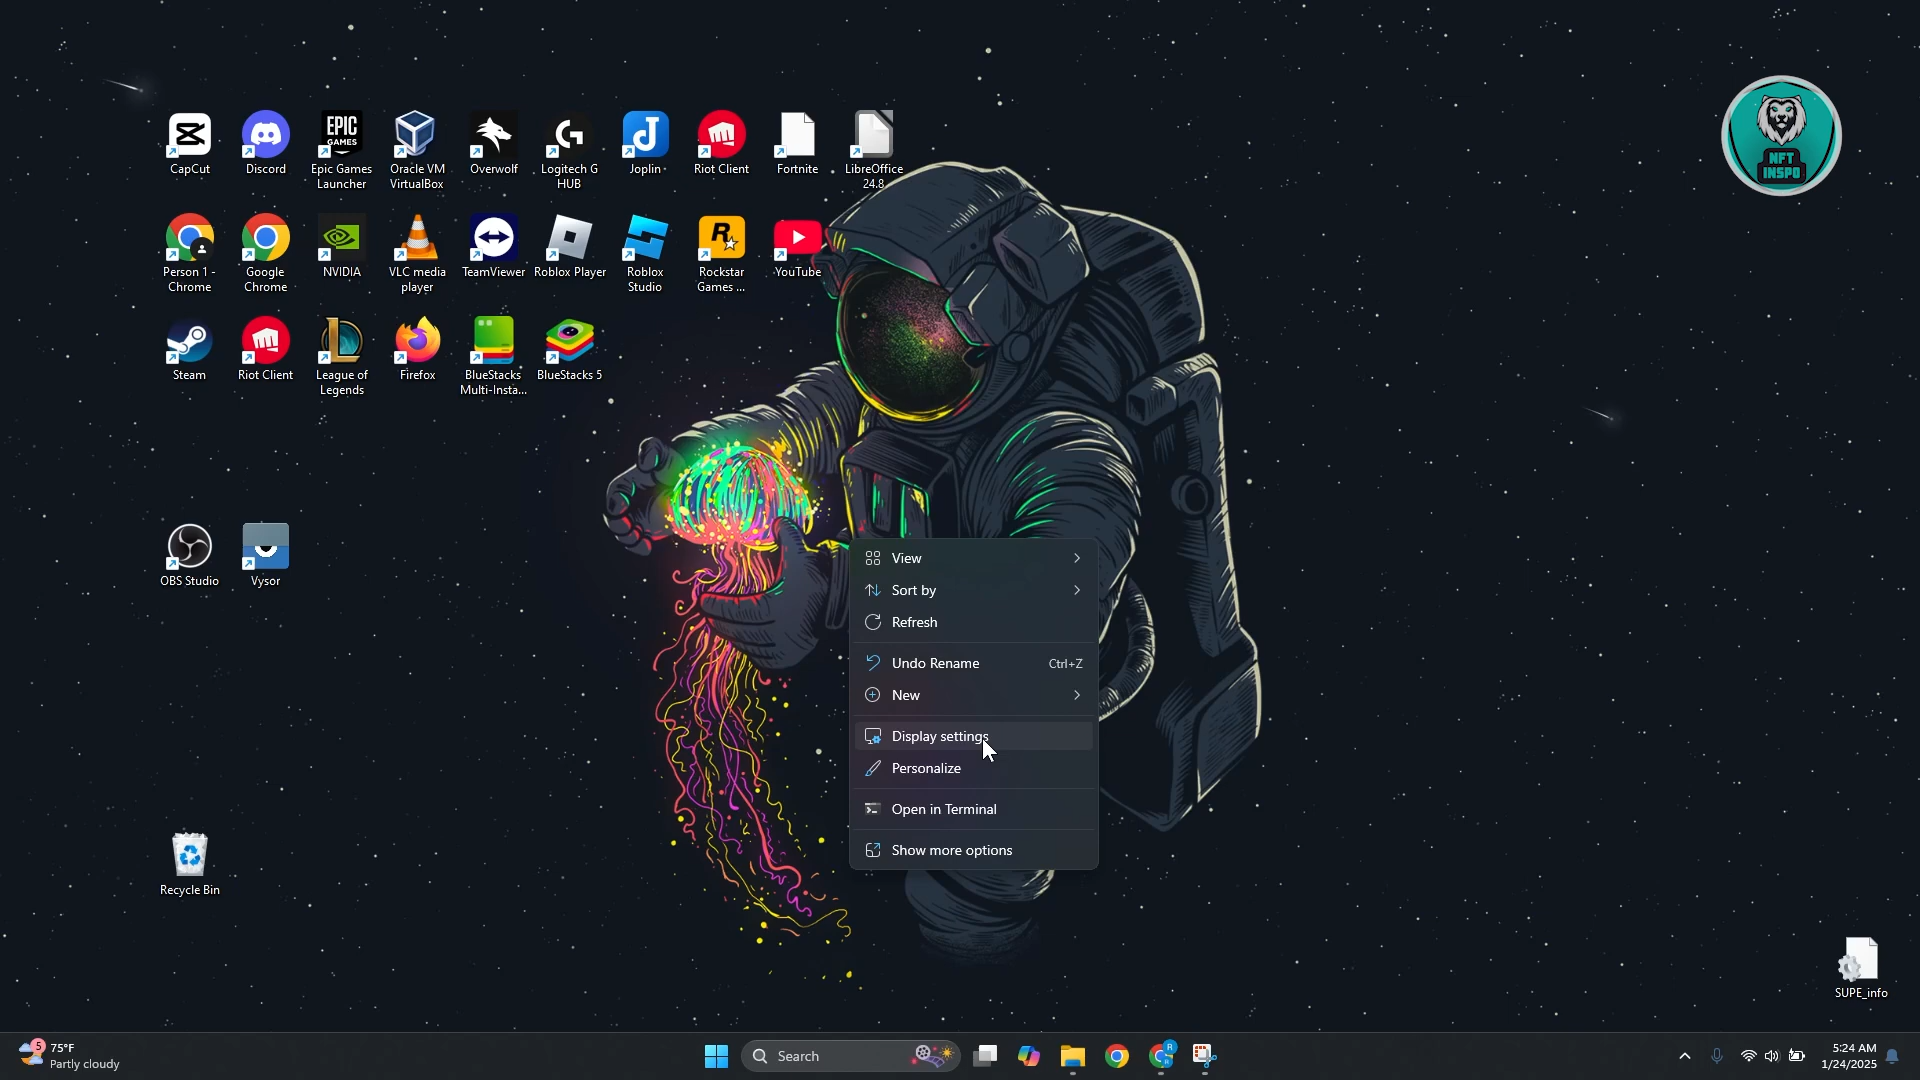 CapCut
Discord
EPIC
GAMES
Epic Games
Launcher
Oracle VM
VirtualBox
Overwolf
Logitech G
HUB
Joplin
Riot Client
Fortnite
LibreOffice
24.8
NFT
INSPO
Person 1 -
Chrome
Google
Chrome
NVIDIA
VLC media
player
TeamViewer
Roblox Player
Roblox
Studio
Rockstar
Games ...
YouTube
Steam
Riot Client
League of
Legends
Firefox
BlueStacks
Multi-Insta...
BlueStacks 5
OBS Studio
Vysor
View
Sort by
Refresh
Undo Rename Ctrl+Z
New
Display settings
Personalize
Open in Terminal
Show more options
Recycle Bin
SUPE_info
5
75°F
Partly cloudy
Search
R
5:24 AM
1/24/2025